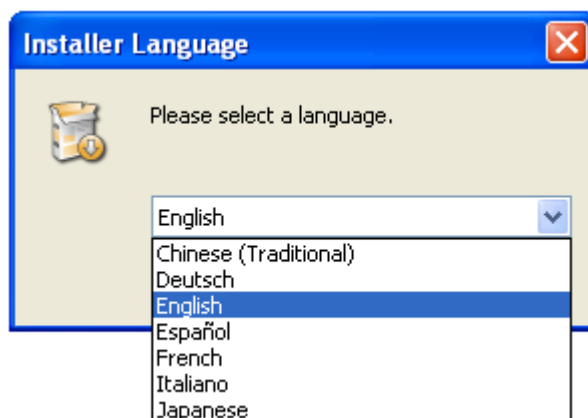 Installer Language
Please select a language.
English
Chinese (Traditional)
Deutsch
English
Español
French
Italiano
Japanese